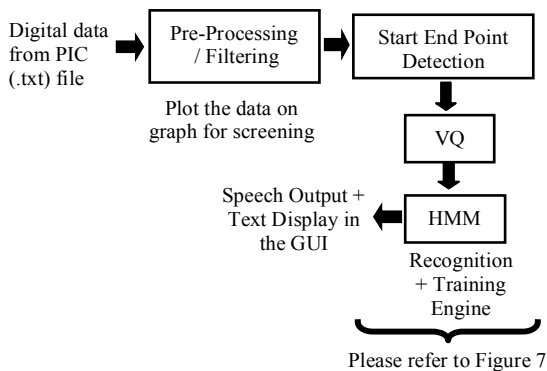 Digital data
from PIC
(.txt) file
Pre-Processing
/ Filtering
Plot the data on
graph for screening
Start End Point
Detection
VQ
HMM
Speech Output +
Text Display in
the GUI
Recognition
+ Training
Engine
Please refer to Figure 7